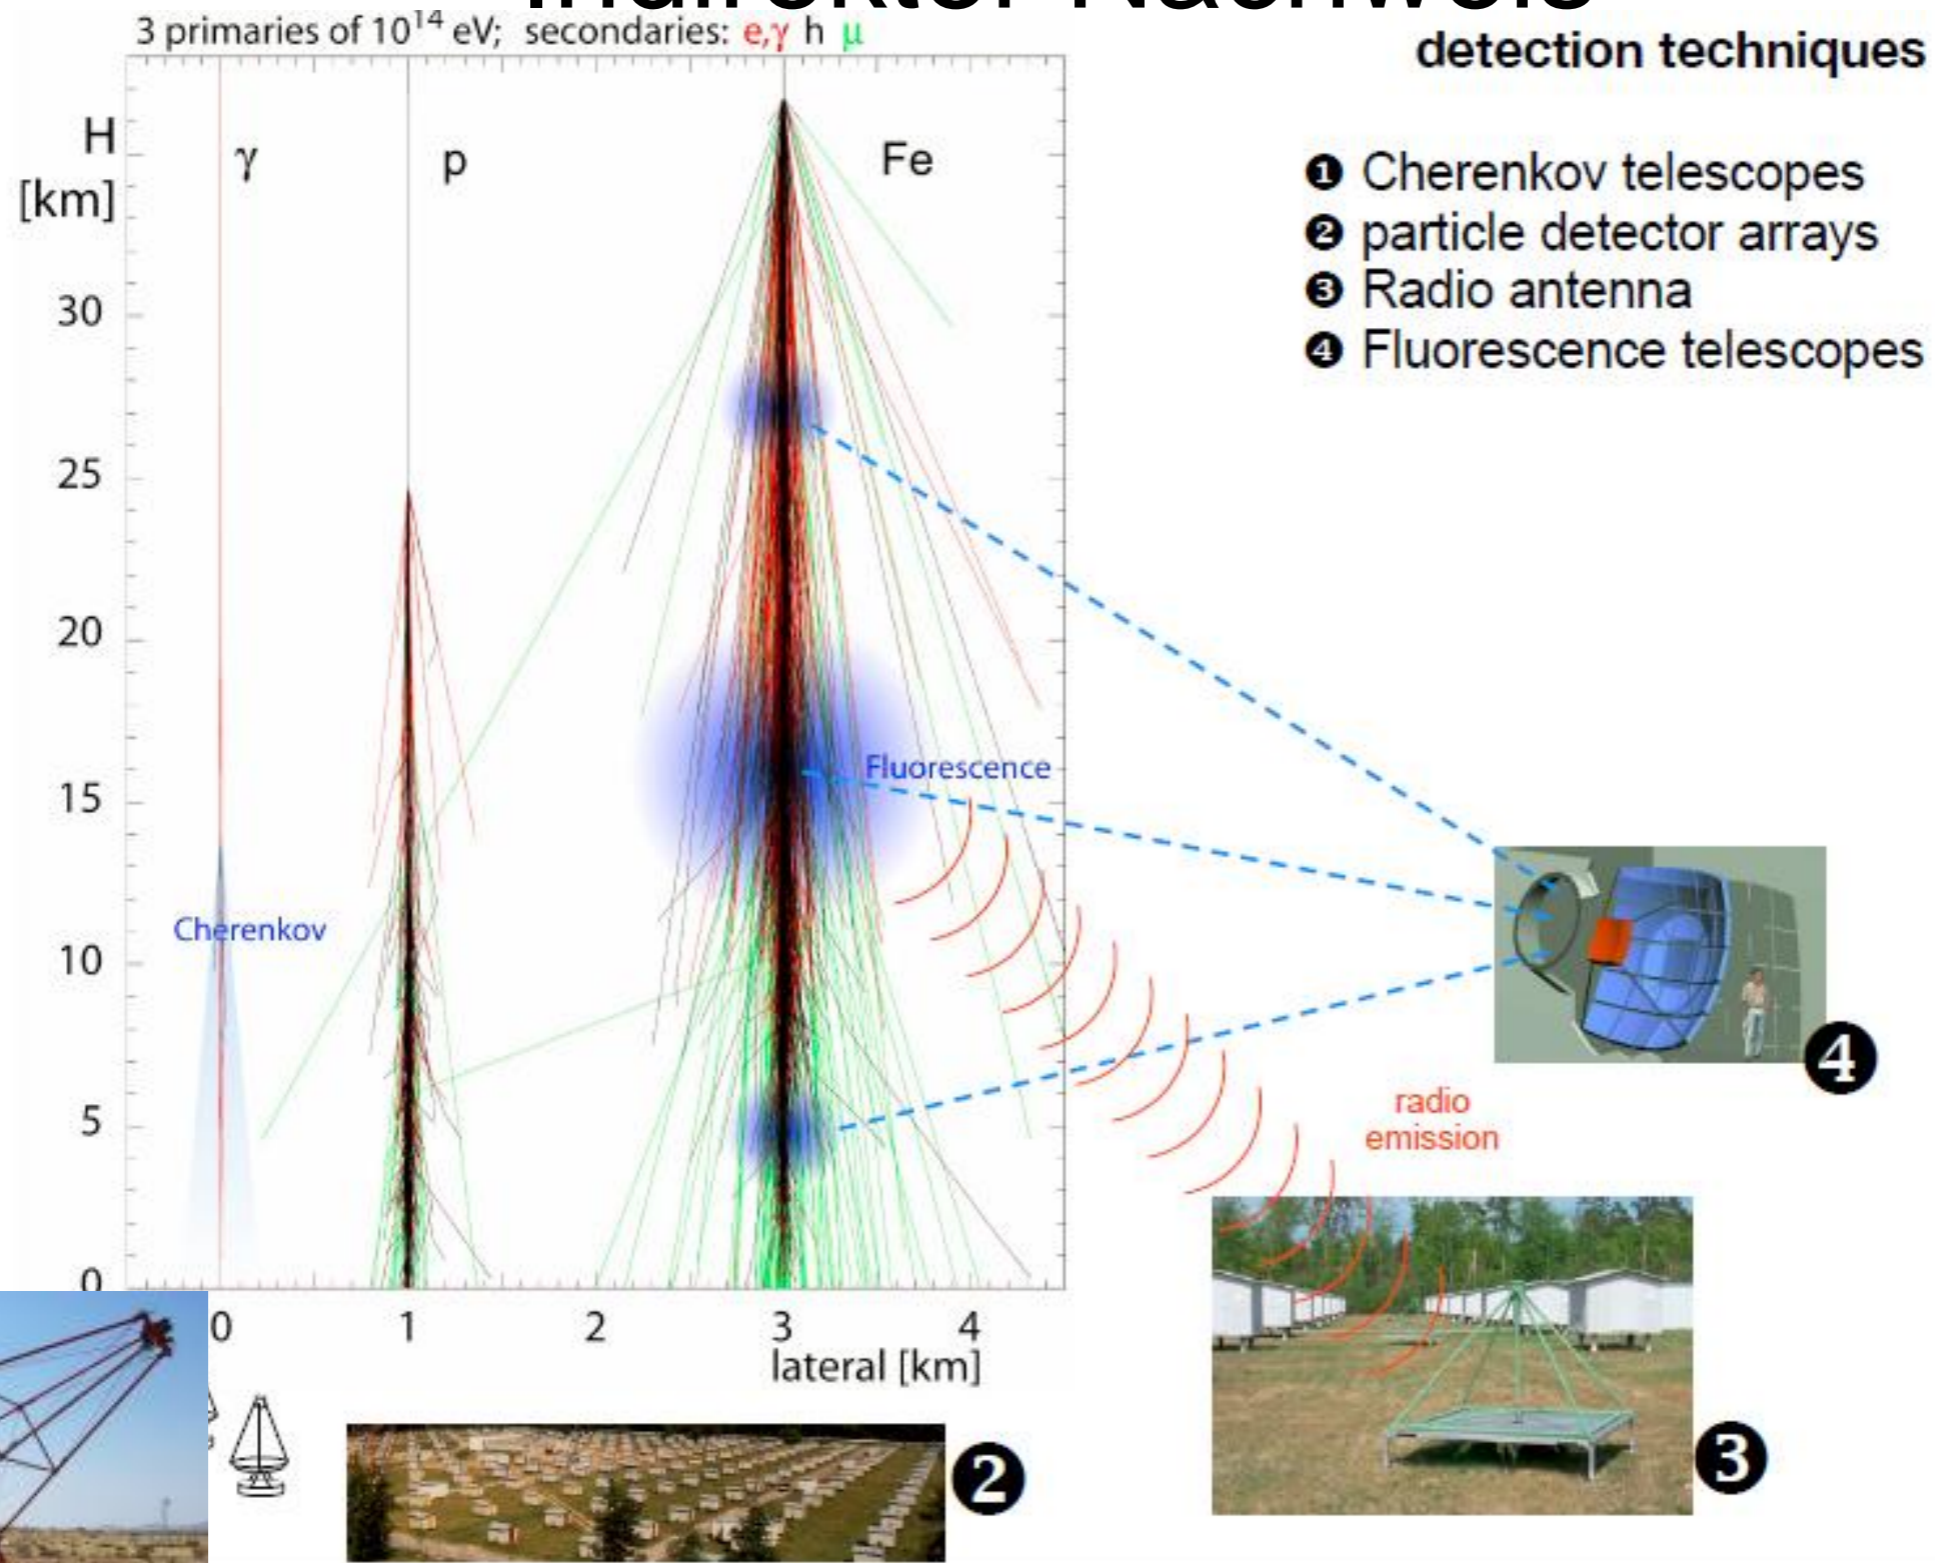 Indirekter Nachweis
3 primaries of 10¹⁴ eV; secondaries: e,γ h μ
detection techniques
❶ Cherenkov telescopes
❷ particle detector arrays
❸ Radio antenna
❹ Fluorescence telescopes
H
[km]
γ
p
Fe
30
25
20
15
10
5
0
Fluorescence
Cherenkov
radio
emission
❹
0
1
2
3
4
lateral [km]
❷
❸